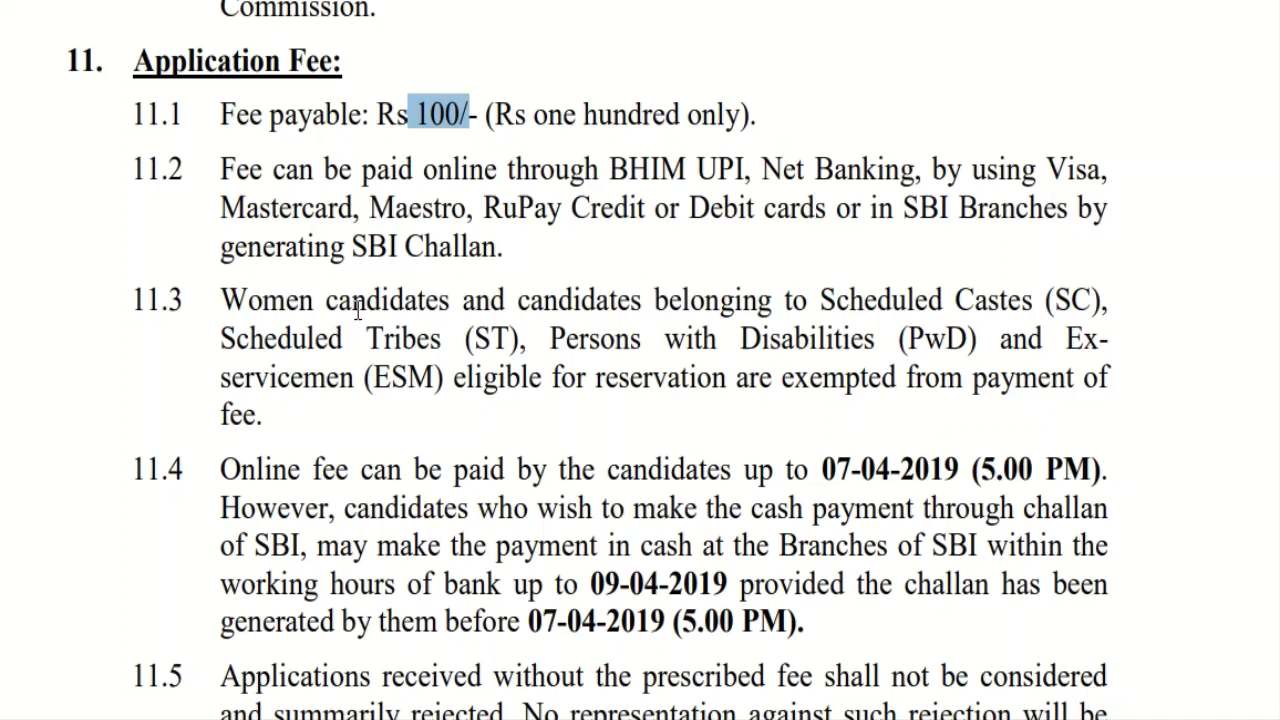 Commission.
11. Application Fee:
11.1 Fee payable: Rs 100/- (Rs one hundred only).
11.2 Fee can be paid online through BHIM UPI, Net Banking, by using Visa,
Mastercard, Maestro, RuPay Credit or Debit cards or in SBI Branches by
generating SBI Challan.
11.3 Women candidates and candidates belonging to Scheduled Castes (SC),
Scheduled Tribes (ST), Persons with Disabilities (PwD) and Ex-
servicemen (ESM) eligible for reservation are exempted from payment of
fee.
11.4 Online fee can be paid by the candidates up to 07-04-2019 (5.00 PM).
However, candidates who wish to make the cash payment through challan
of SBI, may make the payment in cash at the Branches of SBI within the
working hours of bank up to 09-04-2019 provided the challan has been
generated by them before 07-04-2019 (5.00 PM).
11.5 Applications received without the prescribed fee shall not be considered
and summarily rejected. No representation against such rejection will be